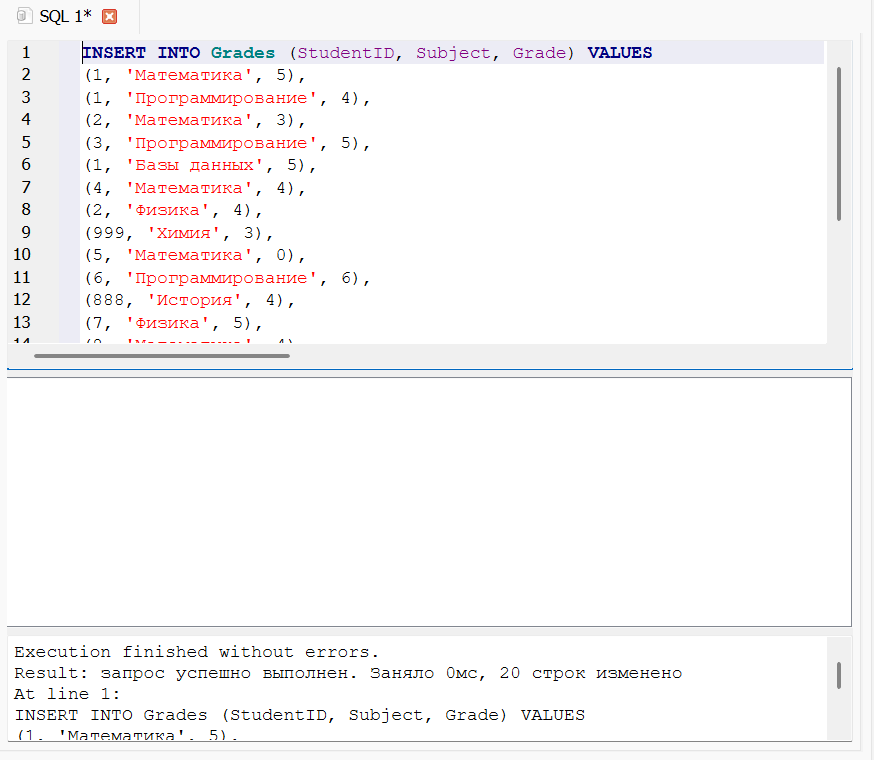 SQL 1*
1 INSERT INTO Grades (StudentID, Subject, Grade) VALUES
2 (1, 'Математика', 5),
3 (1, 'Программирование', 4),
4 (2, 'Математика', 3),
5 (3, 'Программирование', 5),
6 (1, 'Базы данных', 5),
7 (4, 'Математика', 4),
8 (2, 'Физика', 4),
9 (999, 'Химия', 3),
10 (5, 'Математика', 0),
11 (6, 'Программирование', 6),
12 (888, 'История', 4),
13 (7, 'Физика', 5),
Execution finished without errors.
Result: запрос успешно выполнен. Заняло 0мс, 20 строк изменено
At line 1:
INSERT INTO Grades (StudentID, Subject, Grade) VALUES
(1, 'Математика', 5),